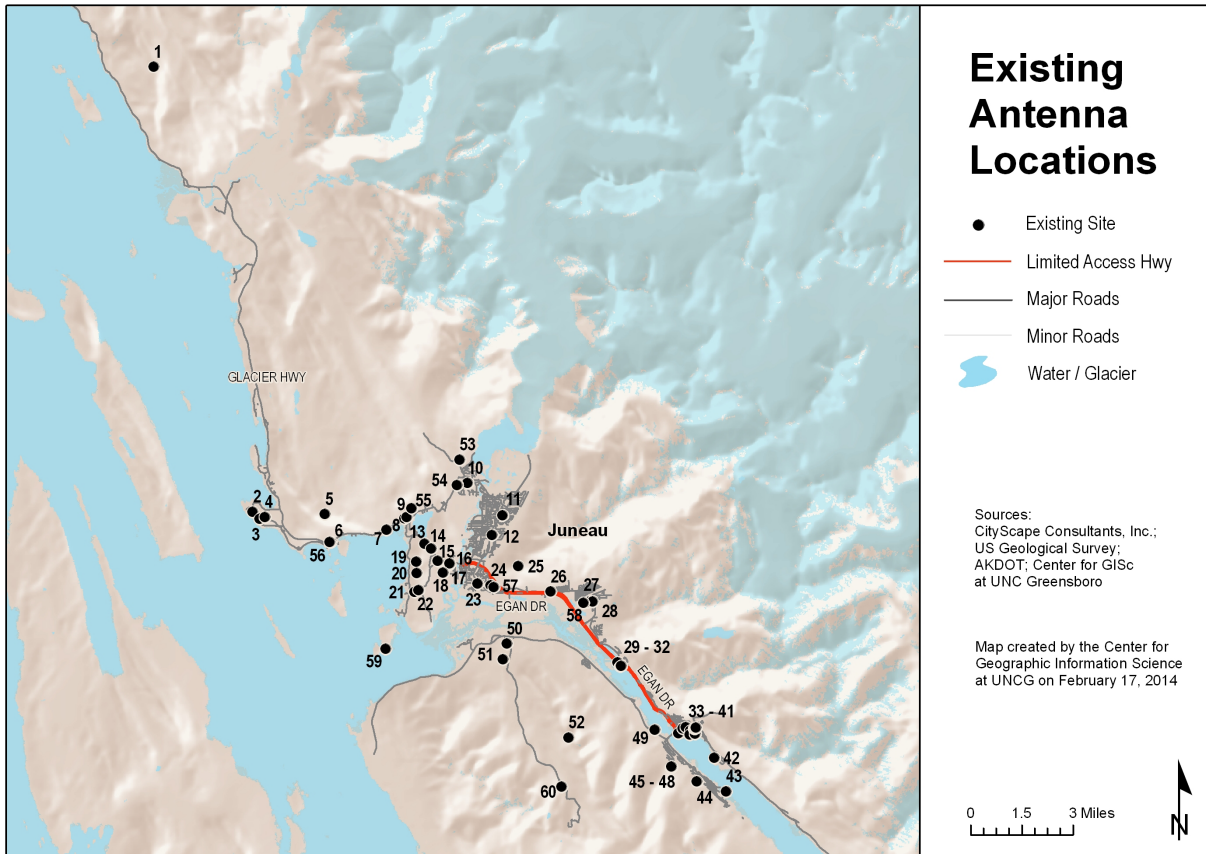 1
Existing
Antenna
Locations
Existing Site
Limited Access Hwy
Major Roads
Minor Roads
Water / Glacier
GLACIER HWY
53
10
54
2 4
3
5
6
56
9 55
8
7
11
12
Juneau
13 14
15 16
19
20
17
18
21 22
23
24
57
25
26
27
58
28
EGAN DR
59
50
51
29 - 32
EGAN DR
33 - 41
52
49
42
45 - 48
43
44
60
Sources:
CityScape Consultants, Inc.;
US Geological Survey;
AKDOT; Center for GISc
at UNC Greensboro
Map created by the Center for
Geographic Information Science
at UNCG on February 17, 2014
0 1.5 3 Miles
N